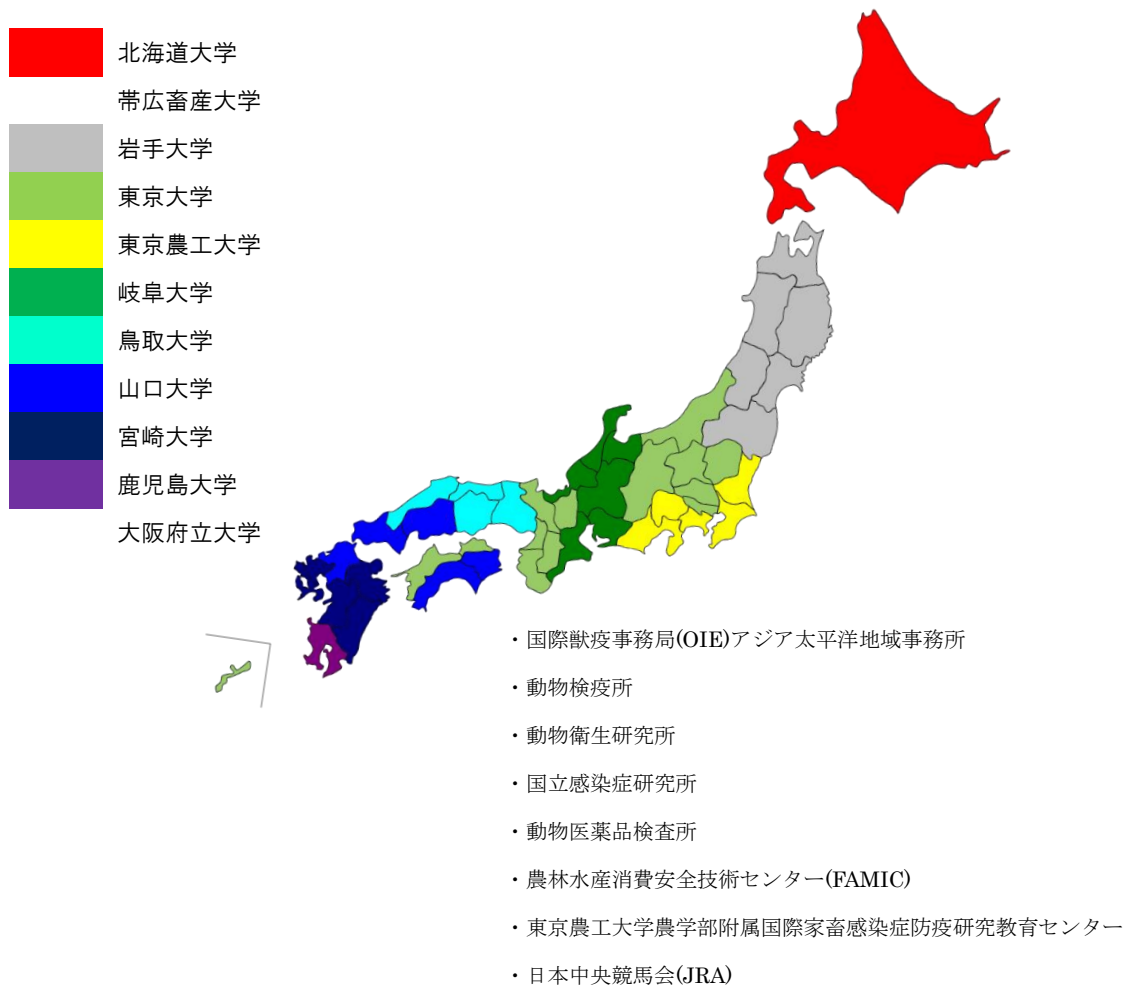 北海道大学
帯広畜産大学
岩手大学
東京大学
東京農工大学
岐阜大学
鳥取大学
山口大学
宮崎大学
鹿児島大学
大阪府立大学
・国際獣疫事務局(OIE)アジア太平洋地域事務所
・動物検疫所
・動物衛生研究所
・国立感染症研究所
・動物医薬品検査所
・農林水産消費安全技術センター(FAMIC)
・東京農工大学農学部附属国際家畜感染症防疫研究教育センター
・日本中央競馬会(JRA)